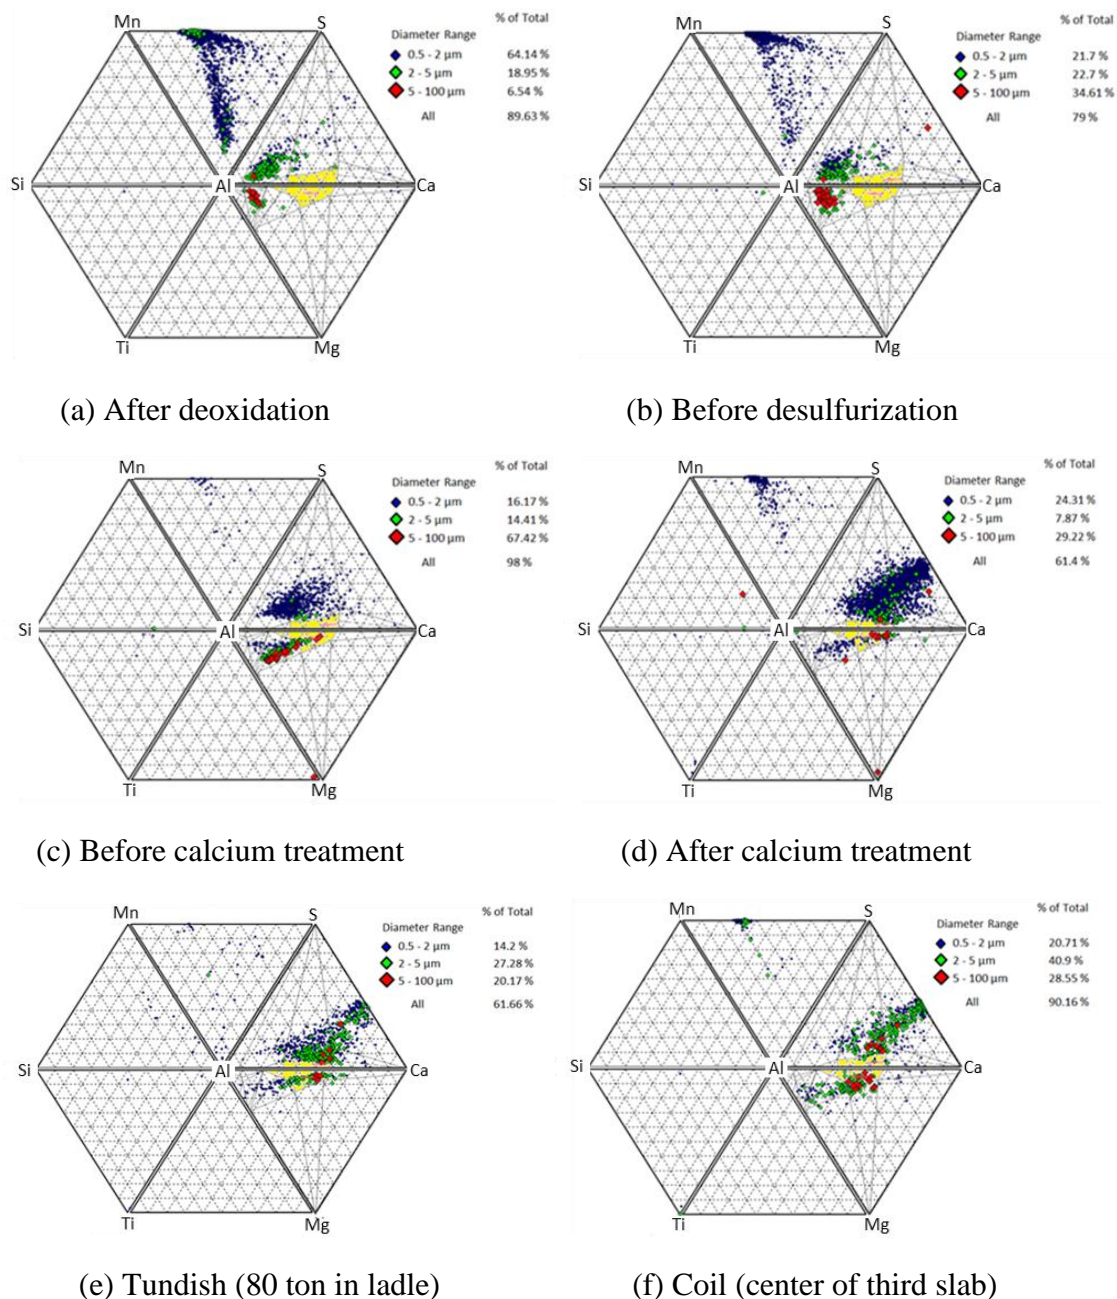 Mn
S
% of Total
Diameter Range
0.5 - 2 µm 64.14 %
2 - 5 µm 18.95 %
5 - 100 µm 6.54 %
All 89.63 %
Si
Al
Ca
Ti
Mg
(a) After deoxidation
Mn
S
% of Total
Diameter Range
0.5 - 2 µm 21.7 %
2 - 5 µm 22.7 %
5 - 100 µm 34.61 %
All 79 %
Si
Al
Ca
Ti
Mg
(b) Before desulfurization
Mn
S
% of Total
Diameter Range
0.5 - 2 µm 16.17 %
2 - 5 µm 14.41 %
5 - 100 µm 67.42 %
All 98 %
Si
Al
Ca
Ti
Mg
(c) Before calcium treatment
Mn
S
% of Total
Diameter Range
0.5 - 2 µm 24.31 %
2 - 5 µm 7.87 %
5 - 100 µm 29.22 %
All 61.4 %
Si
Al
Ca
Ti
Mg
(d) After calcium treatment
Mn
S
% of Total
Diameter Range
0.5 - 2 µm 14.2 %
2 - 5 µm 27.28 %
5 - 100 µm 20.17 %
All 61.66 %
Si
Al
Ca
Ti
Mg
(e) Tundish (80 ton in ladle)
Mn
S
% of Total
Diameter Range
0.5 - 2 µm 20.71 %
2 - 5 µm 40.9 %
5 - 100 µm 28.55 %
All 90.16 %
Si
Al
Ca
Ti
Mg
(f) Coil (center of third slab)